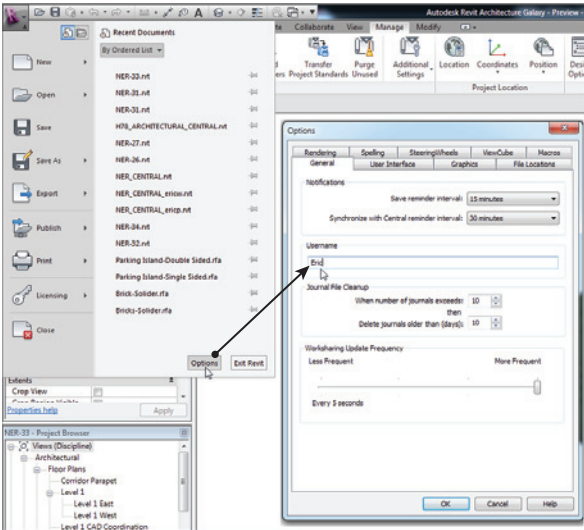 Autodesk Revit Architecture Galaxy - Preview
Collaborate View Manage Modify
Transfer Project Standards
Purge Unused
Additional Settings
Location
Coordinates
Position
Project Location
Recent Documents
By Ordered List
New
Open
Save
Save As
Export
Publish
Print
Licensing
Close
NER-33.rvt
NER-31.rvt
NER-31.rvt
H78_ARCHITECTURAL_CENTRAL.rvt
NER-27.rvt
NER-26.rvt
NER_CENTRAL.rvt
NER_CENTRAL_ericw.rvt
NER_CENTRAL_ericp.rvt
NER-34.rvt
NER-32.rvt
Parking Island-Double Sided.rfa
Parking Island-Single Sided.rfa
Brick-Solider.rfa
Bricks-Solider.rfa
Options Exit Revit
Extents
Crop View
Properties help Apply
NER-33 - Project Browser
Views (Discipline)
Architectural
Floor Plans
Corridor Parapet
Level 1
Level 1 East
Level 1 West
Level 1 CAD Coordination
Options
Rendering Spelling SteeringWheels ViewCube Macros
General User Interface Graphics File Locations
Notifications
Save reminder interval: 15 minutes
Synchronize with Central reminder interval: 30 minutes
Username
Eric
Journal File Cleanup
When number of journals exceeds: 10
then
Delete journals older than (days): 10
Worksharing Update Frequency
Less Frequent More Frequent
Every 5 seconds
OK Cancel Help